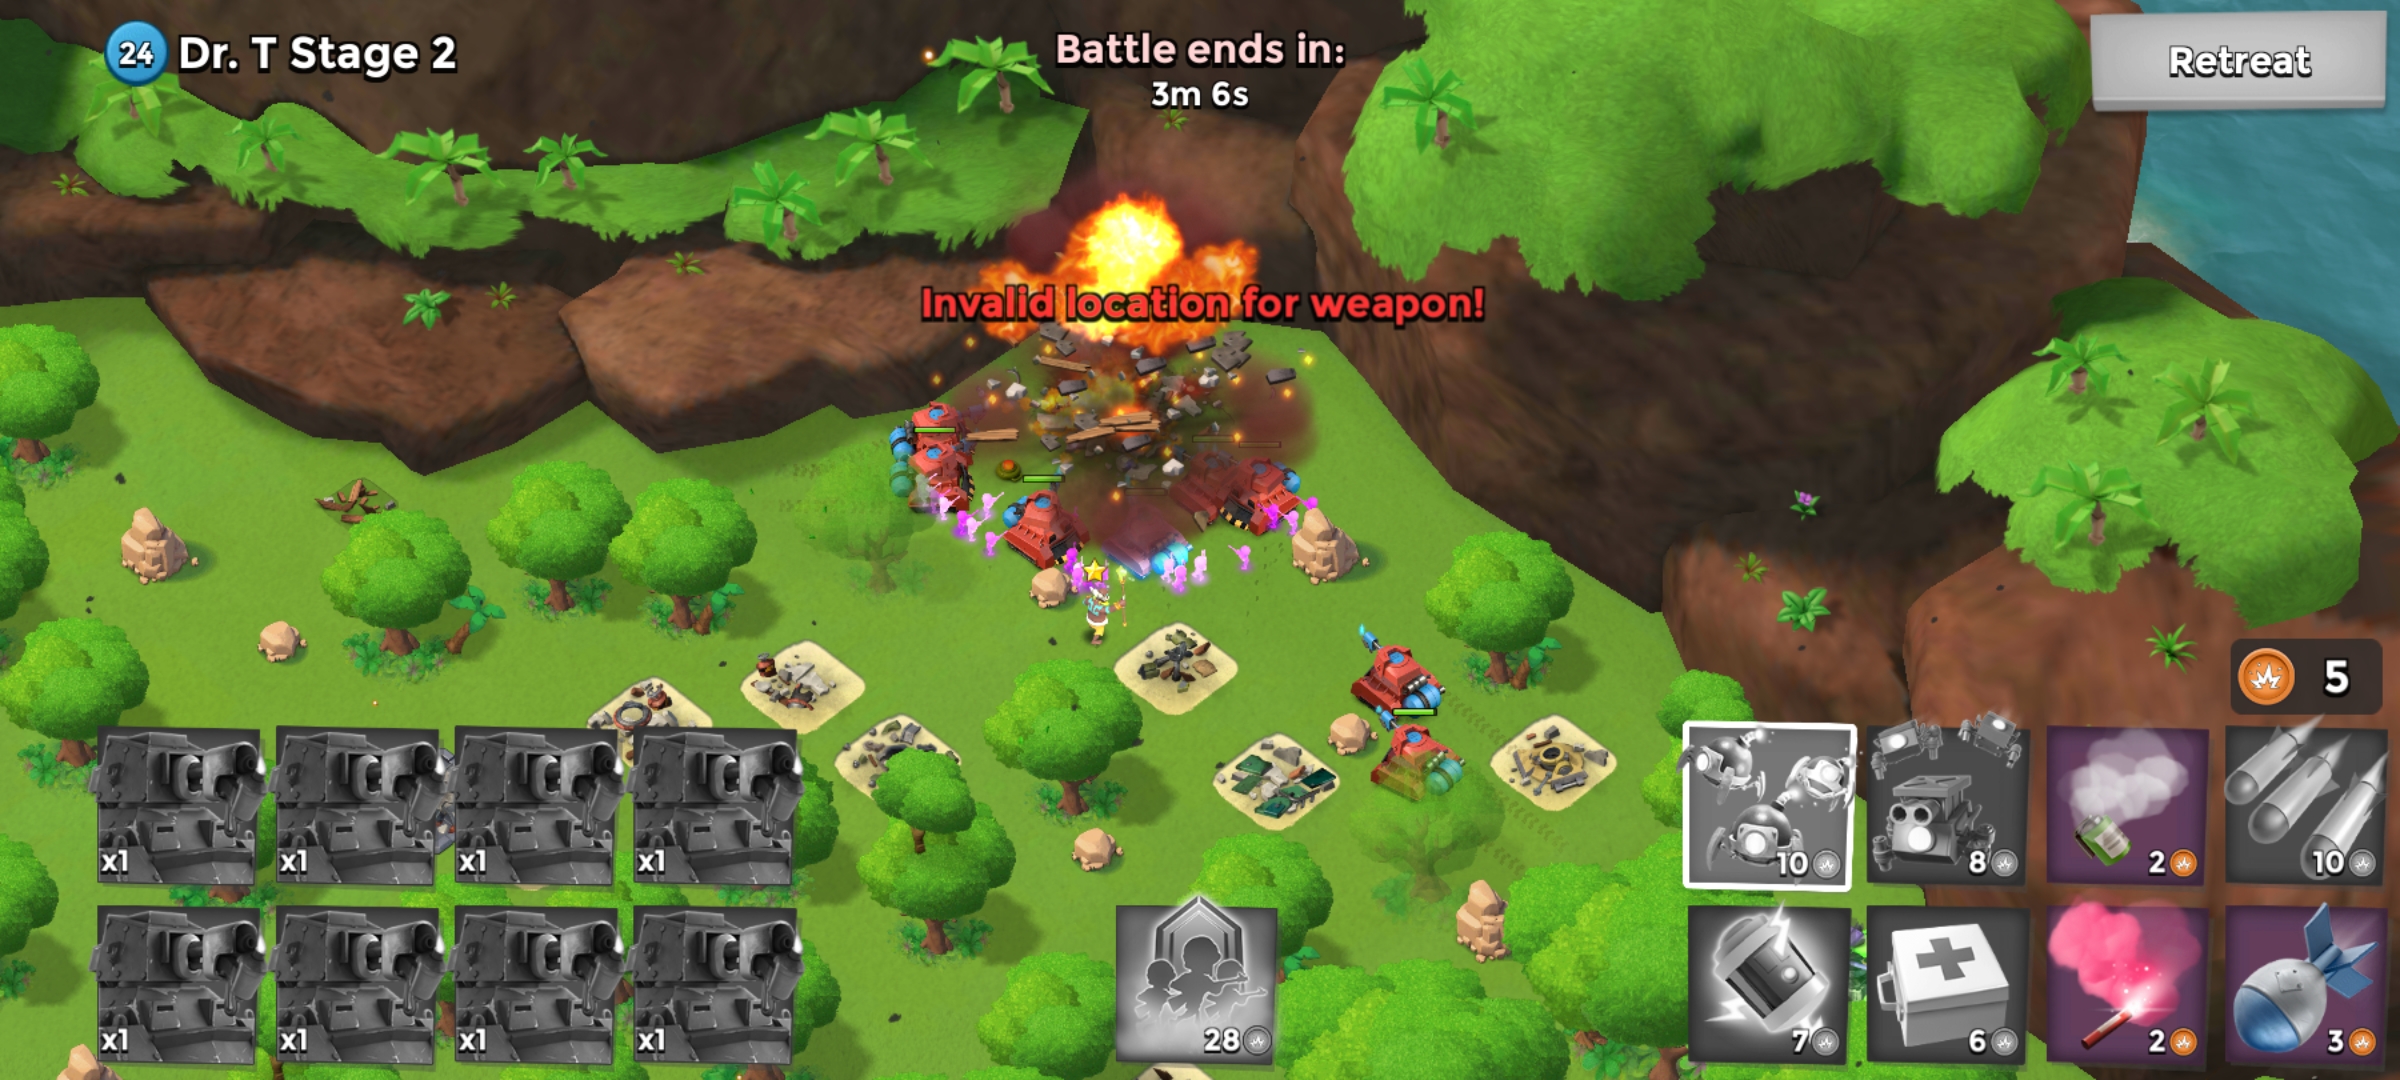 24 Dr. T Stage 2
Battle ends in:
3m 6s
Retreat
Invalid location for weapon!
5
x1 x1 x1 x1
10 8 2 10
x1 x1 x1 x1
28
7 6 2 3